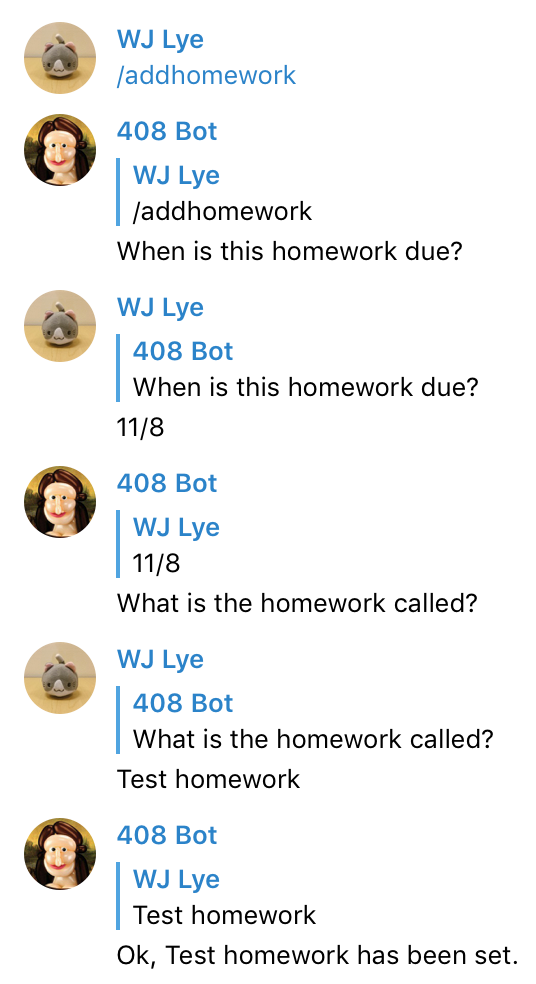 WJ Lye
/addhomework
408 Bot
WJ Lye
/addhomework
When is this homework due?
WJ Lye
408 Bot
When is this homework due?
11/8
408 Bot
WJ Lye
11/8
What is the homework called?
WJ Lye
408 Bot
What is the homework called?
Test homework
408 Bot
WJ Lye
Test homework
Ok, Test homework has been set.